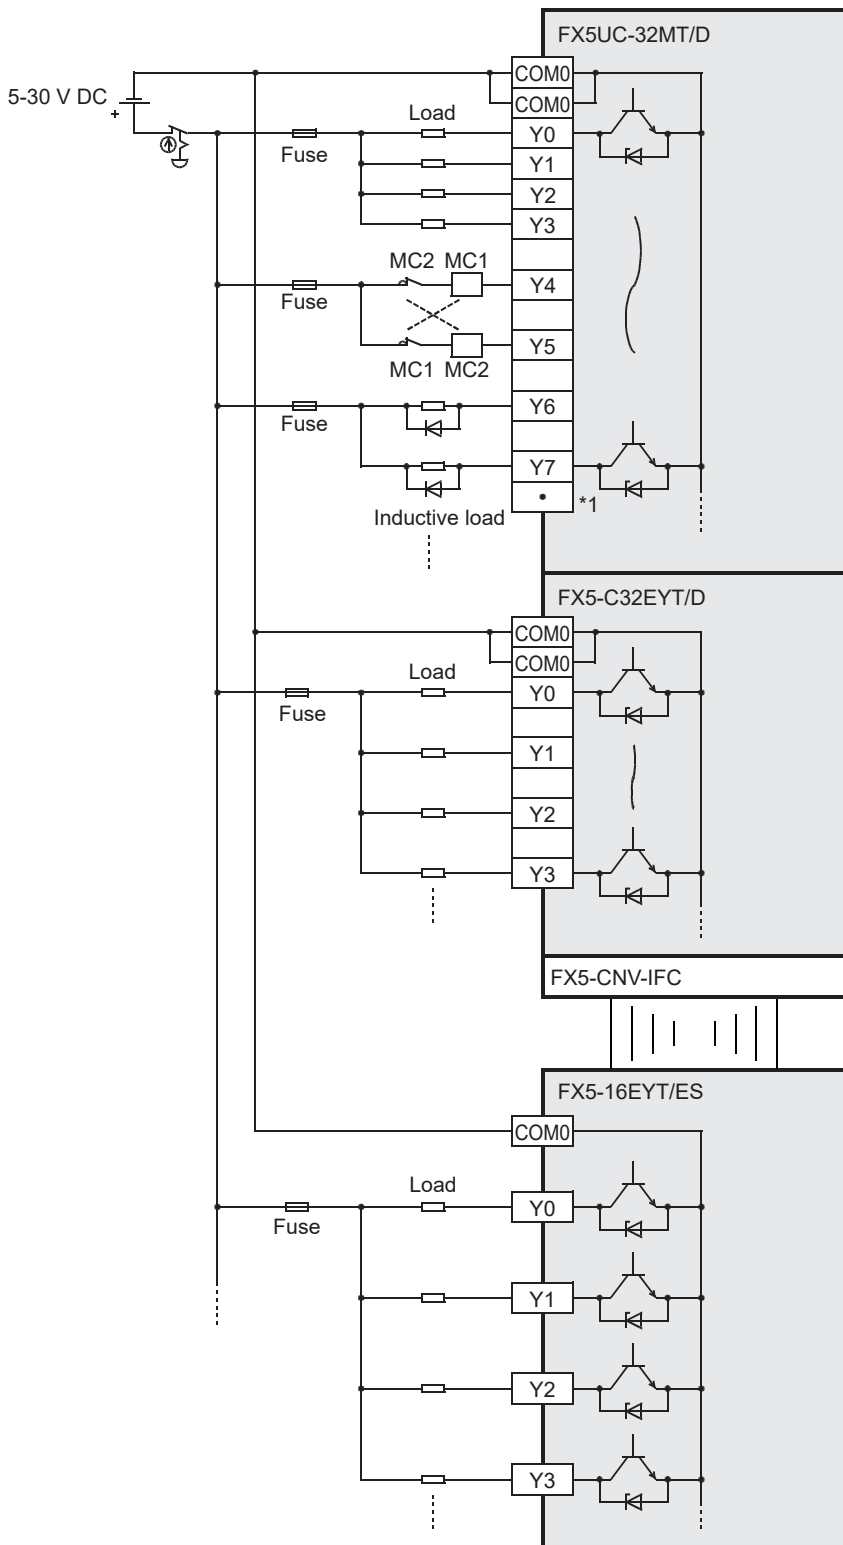 FX5UC-32MT/D
COM0
5-30 V DC
+
COM0
Load
Y0
Fuse
Y1
Y2
Y3
MC2 MC1
Y4
Fuse
Y5
MC1 MC2
Y6
Fuse
Y7
• *1
Inductive load
FX5-C32EYT/D
COM0
COM0
Load
Y0
Fuse
Y1
Y2
Y3
FX5-CNV-IFC
FX5-16EYT/ES
COM0
Load
Y0
Fuse
Y1
Y2
Y3